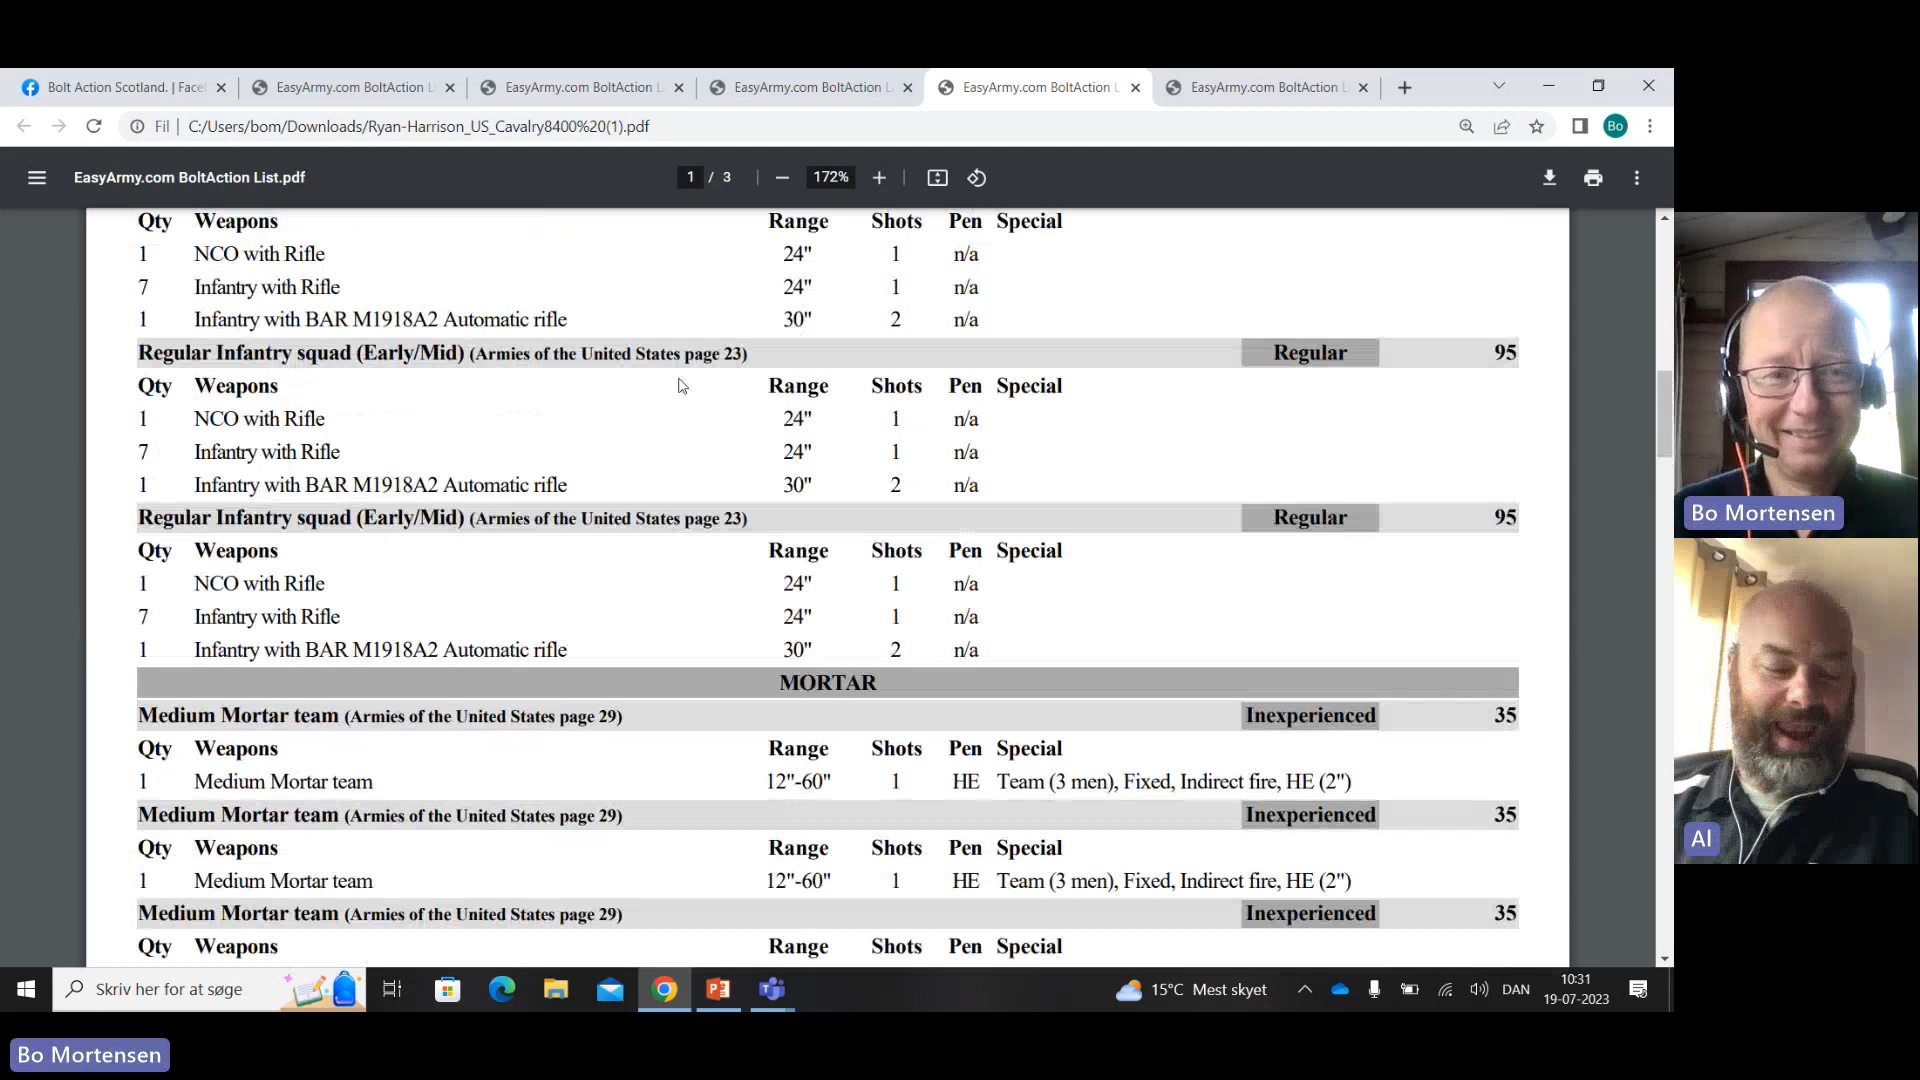 Bolt Action Scotland. | Face
EasyArmy.com BoltAction L
EasyArmy.com BoltAction L
EasyArmy.com BoltAction L
EasyArmy.com BoltAction L
EasyArmy.com BoltAction L
Fil | C:/Users/bom/Downloads/Ryan-Harrison_US_Cavalry8400%20(1).pdf
Bo
EasyArmy.com BoltAction List.pdf
1 / 3
172%
Qty Weapons Range Shots Pen Special
1 NCO with Rifle 24" 1 n/a
7 Infantry with Rifle 24" 1 n/a
1 Infantry with BAR M1918A2 Automatic rifle 30" 2 n/a
Regular Infantry squad (Early/Mid) (Armies of the United States page 23) Regular 95
Qty Weapons Range Shots Pen Special
1 NCO with Rifle 24" 1 n/a
7 Infantry with Rifle 24" 1 n/a
1 Infantry with BAR M1918A2 Automatic rifle 30" 2 n/a
Regular Infantry squad (Early/Mid) (Armies of the United States page 23) Regular 95
Qty Weapons Range Shots Pen Special
1 NCO with Rifle 24" 1 n/a
7 Infantry with Rifle 24" 1 n/a
1 Infantry with BAR M1918A2 Automatic rifle 30" 2 n/a
MORTAR
Medium Mortar team (Armies of the United States page 29) Inexperienced 35
Qty Weapons Range Shots Pen Special
1 Medium Mortar team 12"-60" 1 HE Team (3 men), Fixed, Indirect fire, HE (2")
Medium Mortar team (Armies of the United States page 29) Inexperienced 35
Qty Weapons Range Shots Pen Special
1 Medium Mortar team 12"-60" 1 HE Team (3 men), Fixed, Indirect fire, HE (2")
Medium Mortar team (Armies of the United States page 29) Inexperienced 35
Qty Weapons Range Shots Pen Special
Bo Mortensen
Al
Skriv her for at søge
15°C Mest skyet
DAN
10:31
19-07-2023
Bo Mortensen